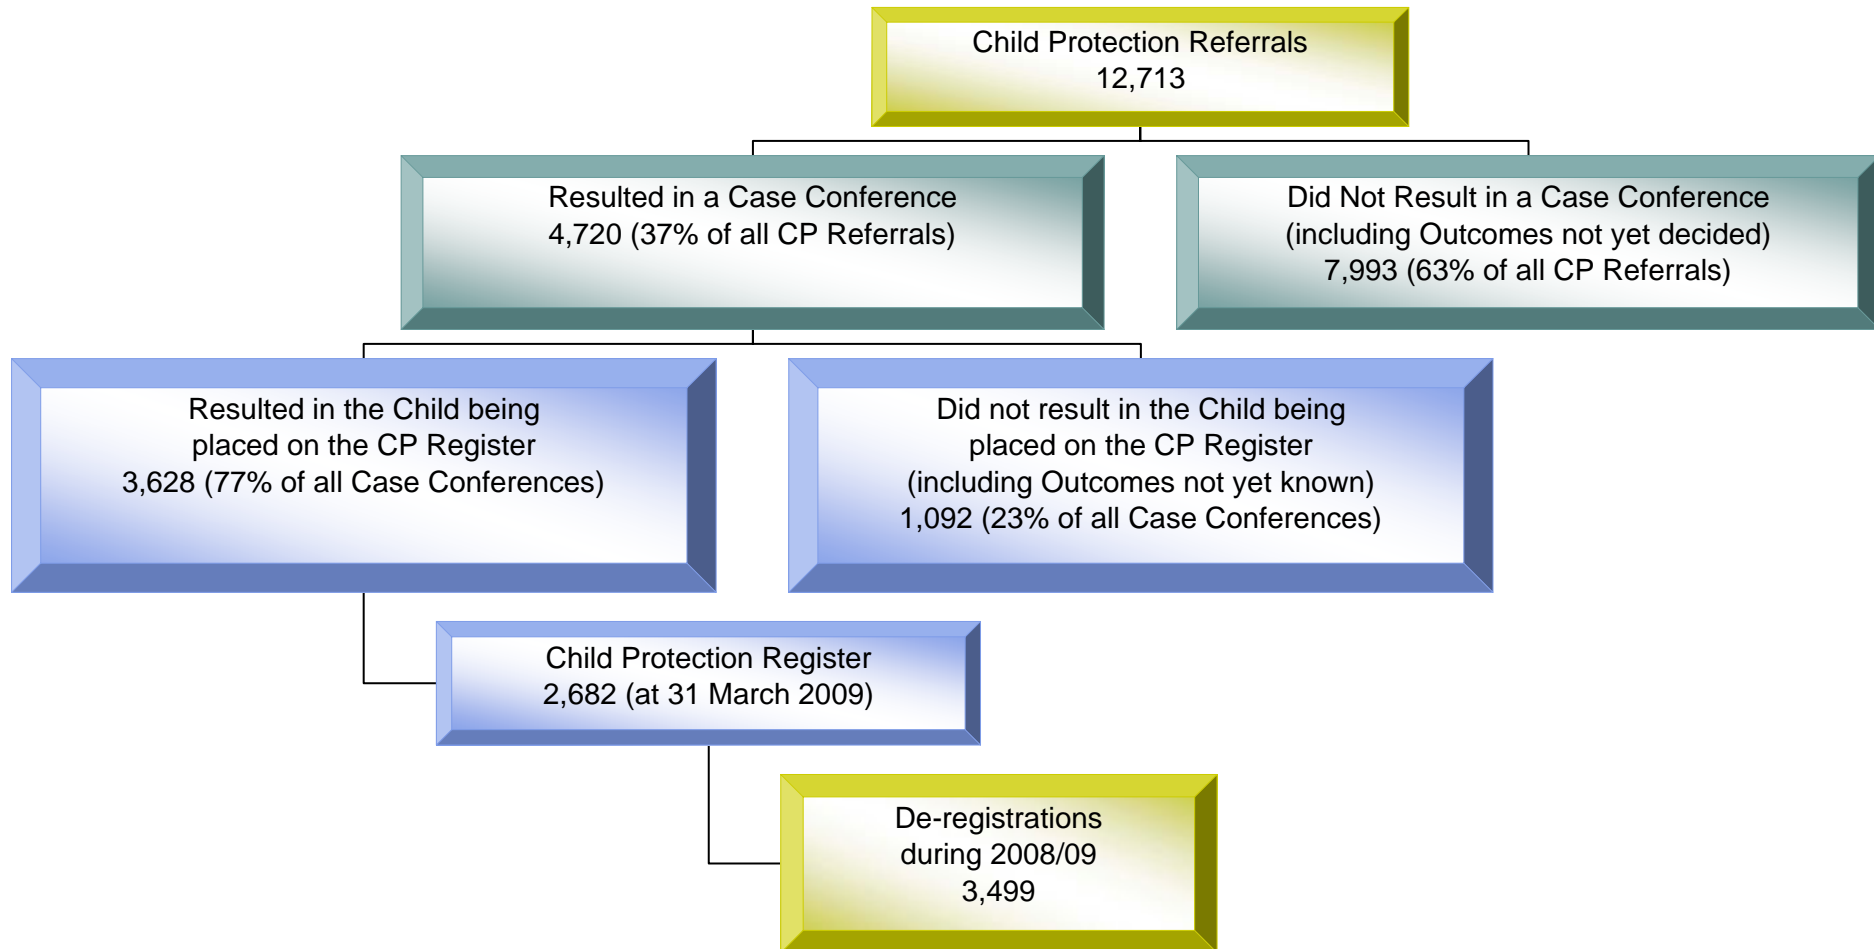 Child Protection Referrals
12,713
Resulted in a Case Conference
4,720 (37% of all CP Referrals)
Did Not Result in a Case Conference
(including Outcomes not yet decided)
7,993 (63% of all CP Referrals)
Resulted in the Child being
placed on the CP Register
3,628 (77% of all Case Conferences)
Did not result in the Child being
placed on the CP Register
(including Outcomes not yet known)
1,092 (23% of all Case Conferences)
Child Protection Register
2,682 (at 31 March 2009)
De-registrations
during 2008/09
3,499